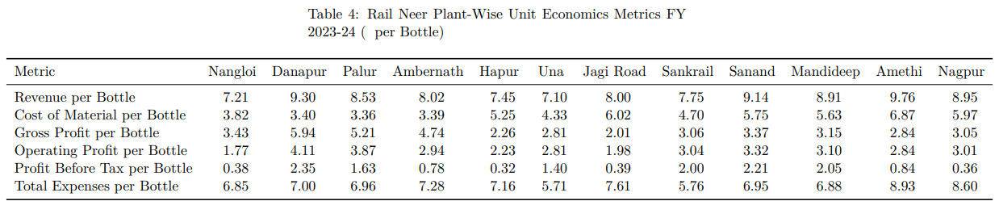 Table 4: Rail Neer Plant-Wise Unit Economics Metrics FY
2023-24 ( per Bottle)
Metric Nangloi Danapur Palur Ambernath Hapur Una Jagi Road Sankrail Sanand Mandideep Amethi Nagpur
Revenue per Bottle 7.21 9.30 8.53 8.02 7.45 7.10 8.00 7.75 9.14 8.91 9.76 8.95
Cost of Material per Bottle 3.82 3.40 3.36 3.39 5.25 4.33 6.02 4.70 5.75 5.63 6.87 5.97
Gross Profit per Bottle 3.43 5.94 5.21 4.74 2.26 2.81 2.01 3.06 3.37 3.15 2.84 3.05
Operating Profit per Bottle 1.77 4.11 3.87 2.94 2.23 2.81 1.98 3.04 3.32 3.10 2.84 3.01
Profit Before Tax per Bottle 0.38 2.35 1.63 0.78 0.32 1.40 0.39 2.00 2.21 2.05 0.84 0.36
Total Expenses per Bottle 6.85 7.00 6.96 7.28 7.16 5.71 7.61 5.76 6.95 6.88 8.93 8.60